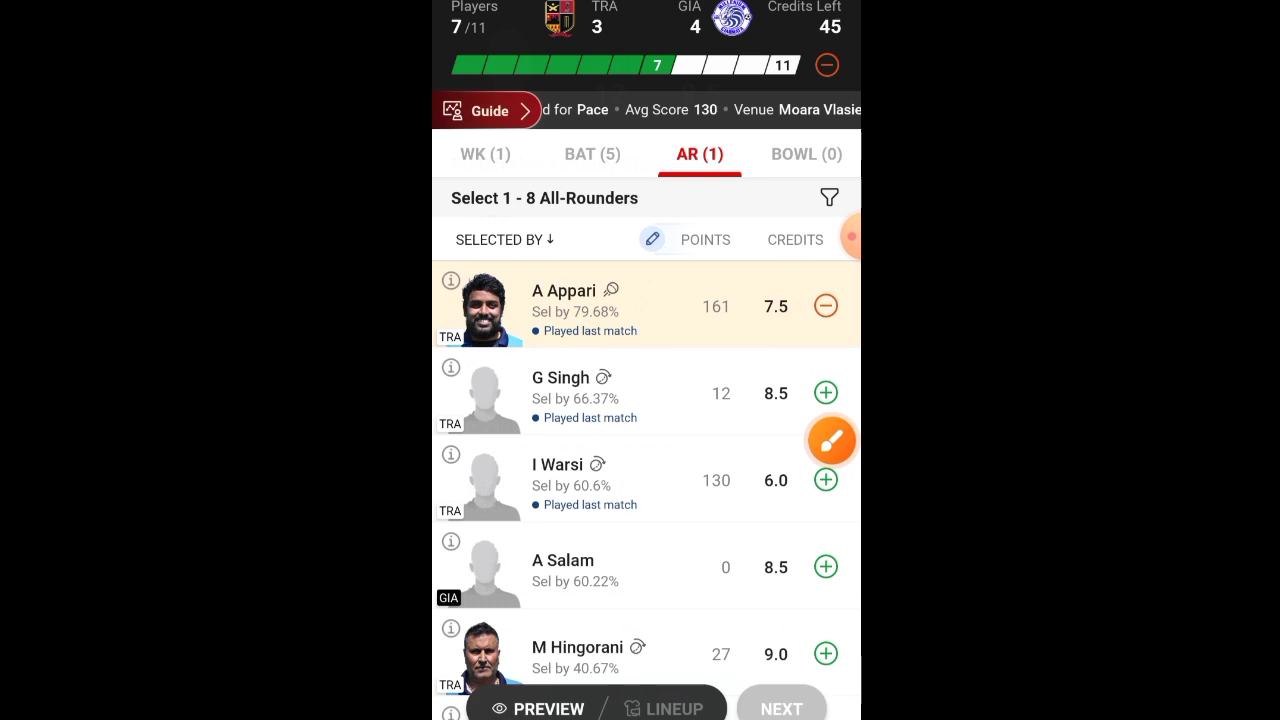 Players TRA GIA Credits Left
7/11 3 4 45
7 11
Guide d for Pace • Avg Score 130 • Venue Moara Vlasie
WK (1) BAT (5) AR (1) BOWL (0)
Select 1 - 8 All-Rounders
SELECTED BY ↓ POINTS CREDITS
A Appari
Sel by 79.68% 161 7.5
Played last match
TRA
G Singh
Sel by 66.37% 12 8.5
Played last match
TRA
I Warsi
Sel by 60.6% 130 6.0
Played last match
TRA
A Salam 0 8.5
Sel by 60.22%
GIA
M Hingorani 27 9.0
Sel by 40.67%
TRA
PREVIEW / LINEUP NEXT